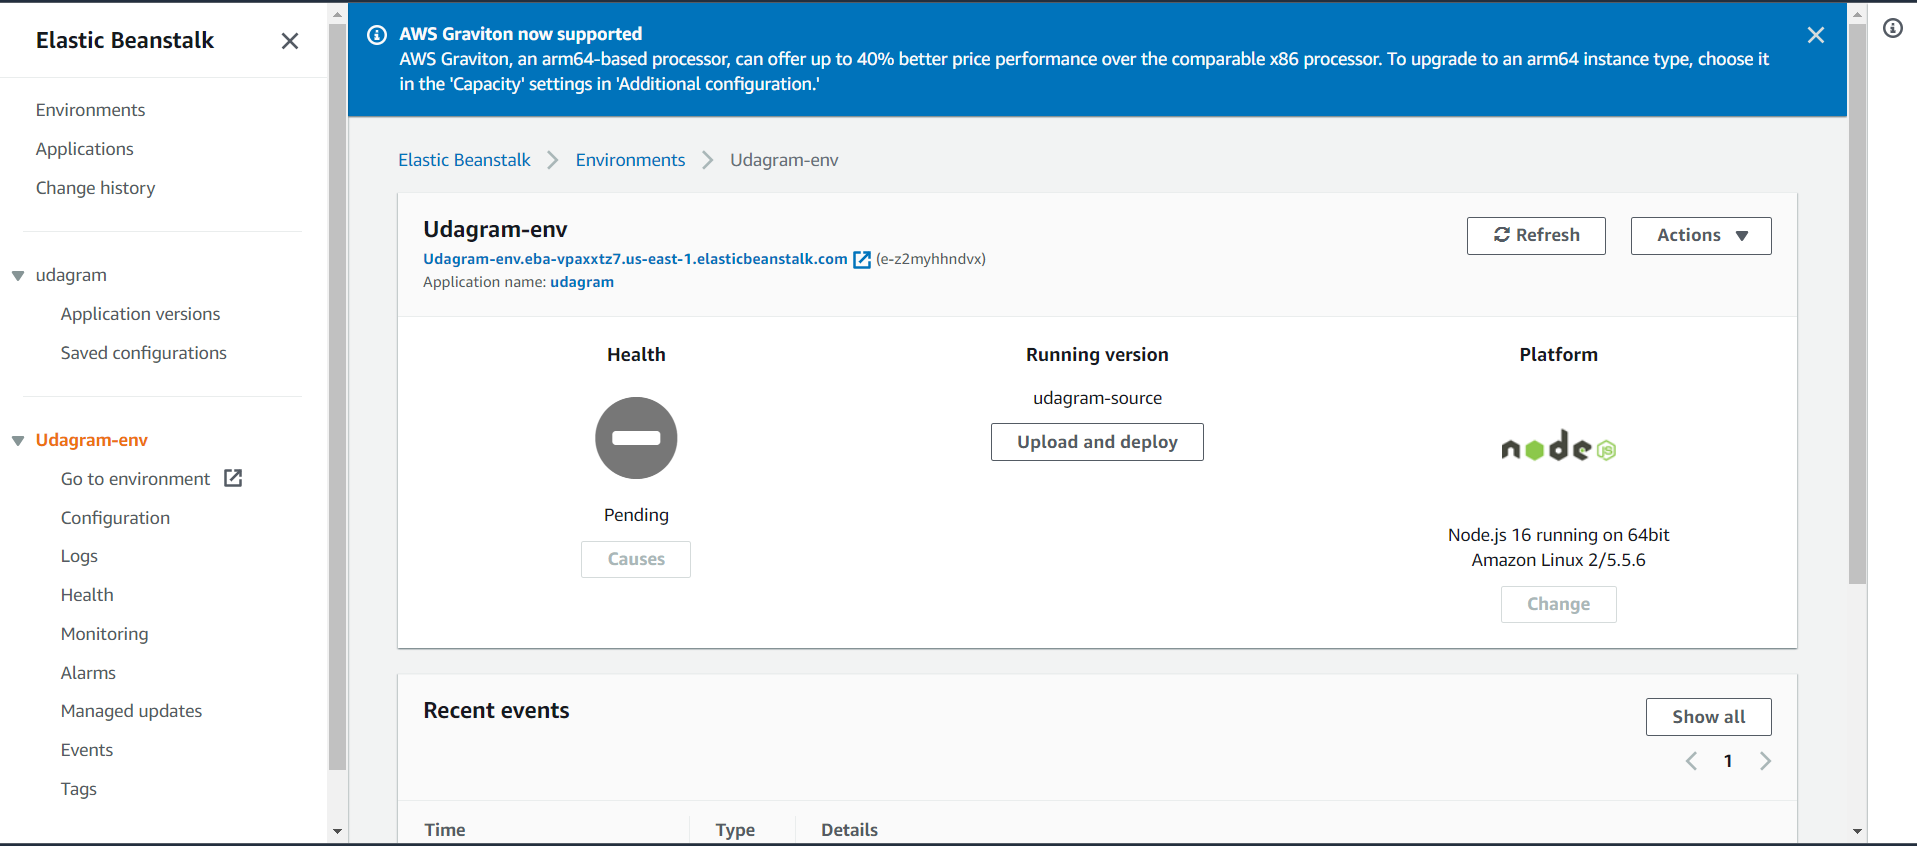 Elastic Beanstalk
Environments
Applications
Change history
udagram
Application versions
Saved configurations
Udagram-env
Go to environment
Configuration
Logs
Health
Monitoring
Alarms
Managed updates
Events
Tags
AWS Graviton now supported
AWS Graviton, an arm64-based processor, can offer up to 40% better price performance over the comparable x86 processor. To upgrade to an arm64 instance type, choose it
in the 'Capacity' settings in 'Additional configuration.'
Elastic Beanstalk > Environments > Udagram-env
Udagram-env
Udagram-env.eba-vpaxxtz7.us-east-1.elasticbeanstalk.com (e-z2myhhndvx)
Application name: udagram
Refresh
Actions
Health
Pending
Causes
Running version
udagram-source
Upload and deploy
Platform
node JS
Node.js 16 running on 64bit
Amazon Linux 2/5.5.6
Change
Recent events
Show all
1
Time Type Details